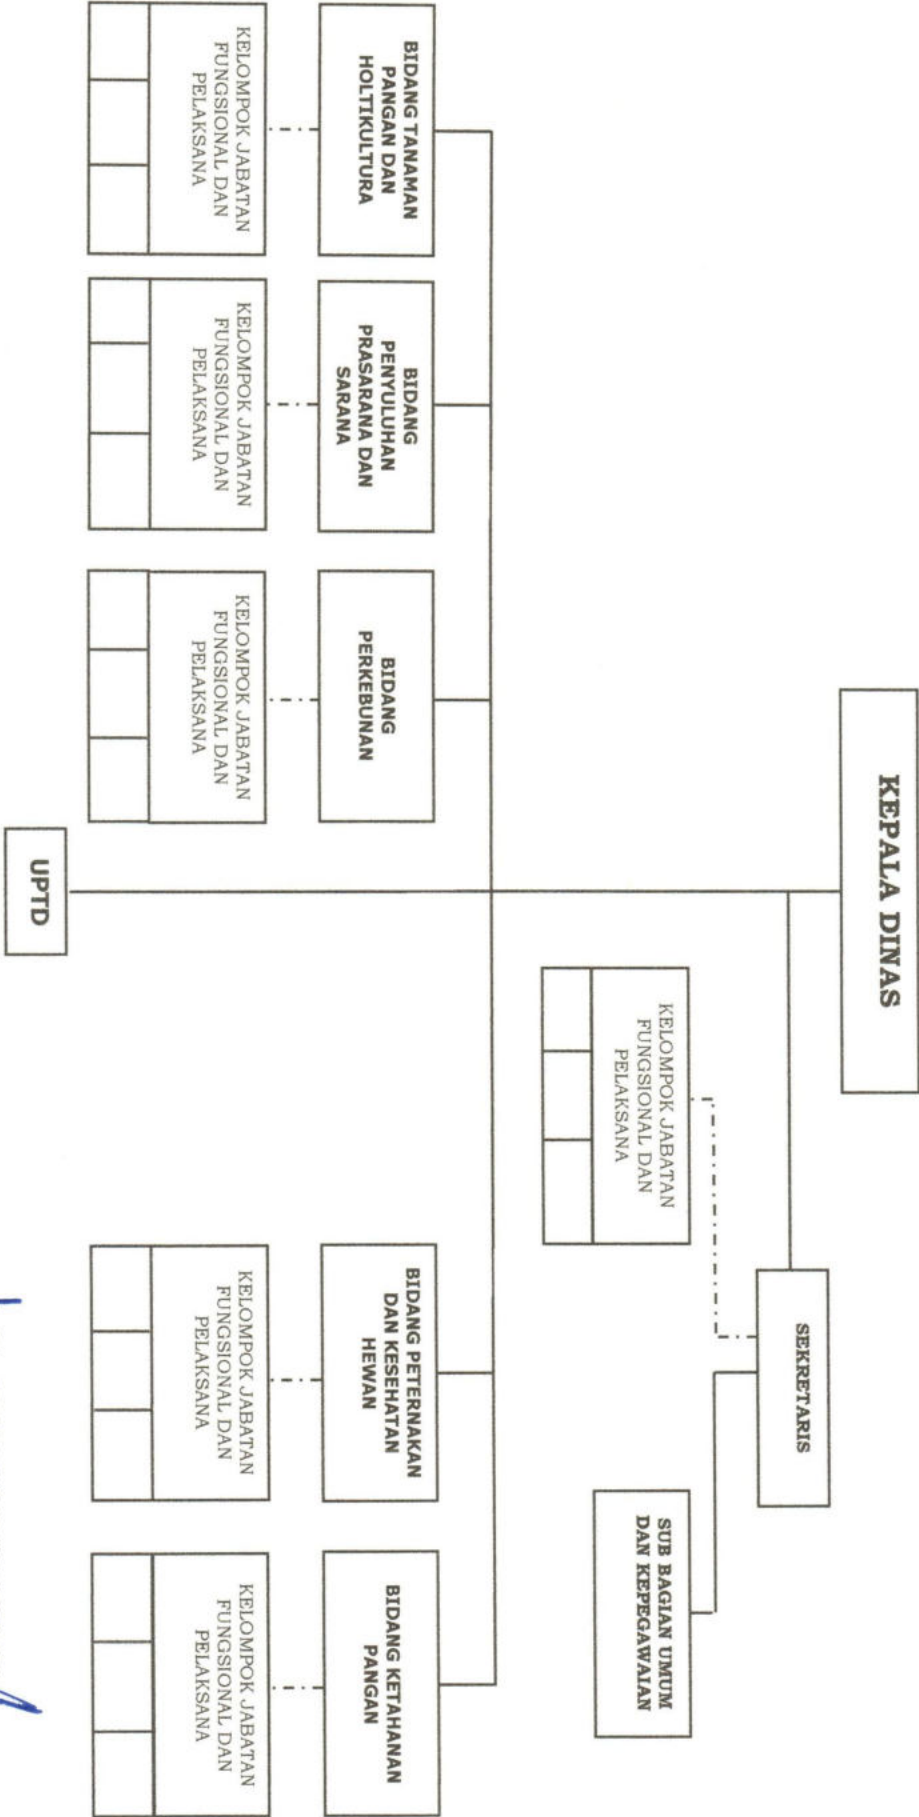 KEPALA DINAS
SEKRETARIS
KELOMPOK JABATAN
FUNGSIONAL DAN
PELAKSANA
SUB BAGIAN UMUM
DAN KEPEGAWAIAN
BIDANG TANAMAN
PANGAN DAN
HOLTIKULTURA
BIDANG
PENYULUHAN
PRASARANA DAN
SARANA
BIDANG
PERKEBUNAN
BIDANG PETERNAKAN
DAN KESEHATAN
HEWAN
BIDANG KETAHANAN
PANGAN
KELOMPOK JABATAN
FUNGSIONAL DAN
PELAKSANA
KELOMPOK JABATAN
FUNGSIONAL DAN
PELAKSANA
KELOMPOK JABATAN
FUNGSIONAL DAN
PELAKSANA
KELOMPOK JABATAN
FUNGSIONAL DAN
PELAKSANA
KELOMPOK JABATAN
FUNGSIONAL DAN
PELAKSANA
UPTD